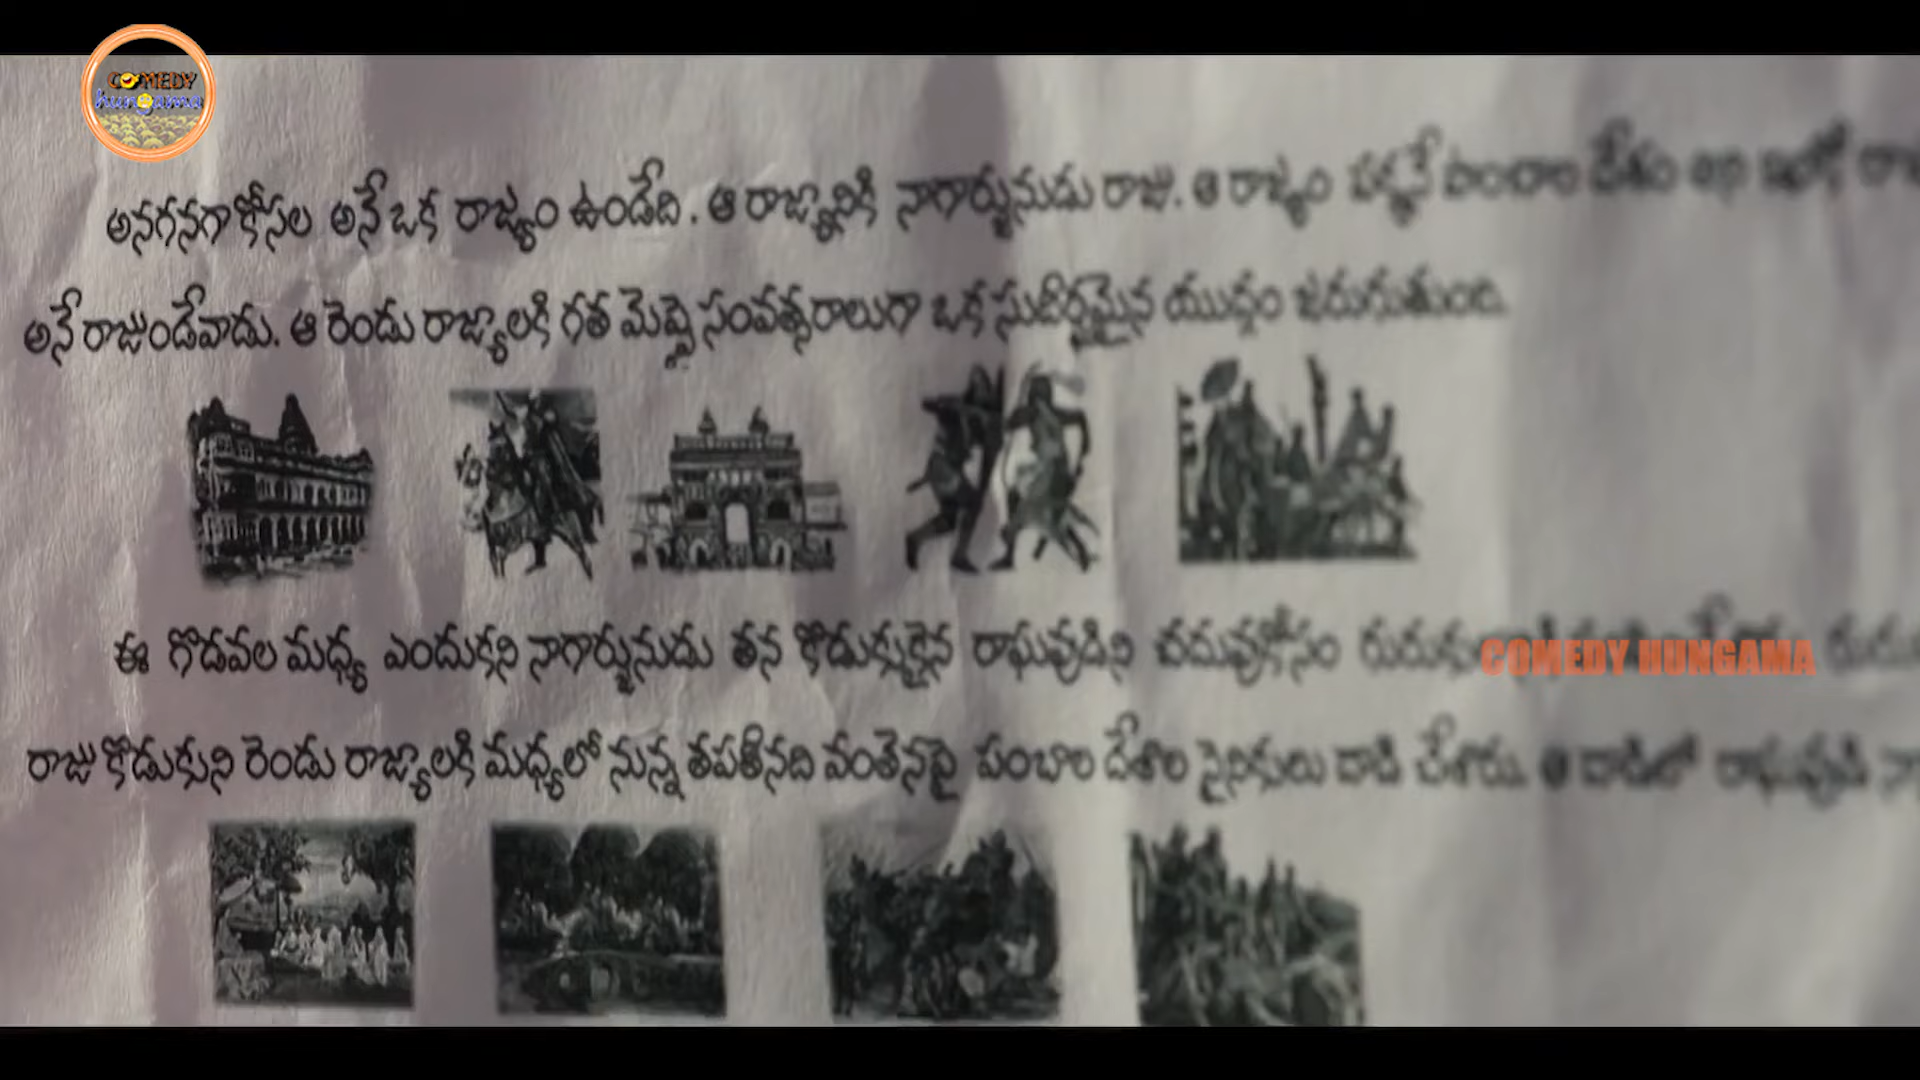 COMEDY
hungama
అనగనగా కోసల అనే ఒక రాజ్యం ఉండేది. ఆ రాజ్యానికి నాగార్జునుడు రాజు. ఆ రాజ్యం పక్కనే పాంచాల దేశం
అనే రాజుండేవాడు. ఆ రెండు రాజ్యాలకి గత ముప్పై సంవత్సరాలుగా ఒక సుదీర్ఘమైన యుద్ధం జరుగుతుంది.
ఈ గొడవల మధ్య ఎందుకని నాగార్జునుడు తన కొడుకుకైన రాఘవుడిని చదువుకోసం
COMEDY HUNGAMA
రాజు కొడుకుని రెండు రాజ్యాలకి మధ్యలో నున్న తపతీనది వంతెనపై పంచాల దేశం సైనికులు దాడి చేశారు. ఆ దాడిలో రాఘవుడి